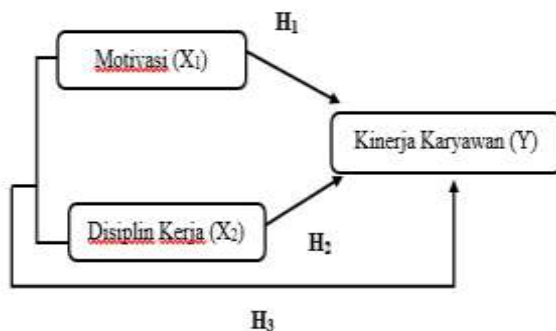 H₁
Motivasi (X₁)
Kinerja Karyawan (Y)
Disiplin Kerja (X₂)
H₂
H₃